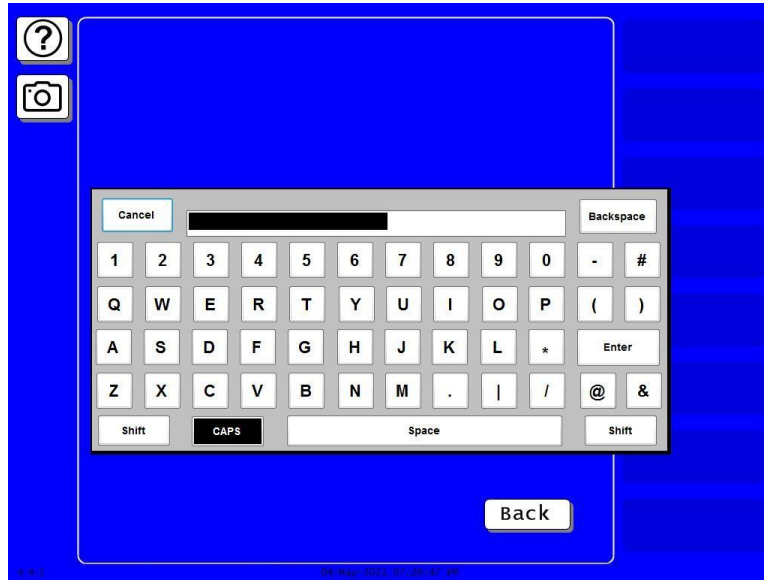 ?
Cancel Backspace
1 2 3 4 5 6 7 8 9 0 - #
Q W E R T Y U I O P ( )
A S D F G H J K L * Enter
Z X C V B N M . | / @ &
Shift CAPS Space Shift
Back